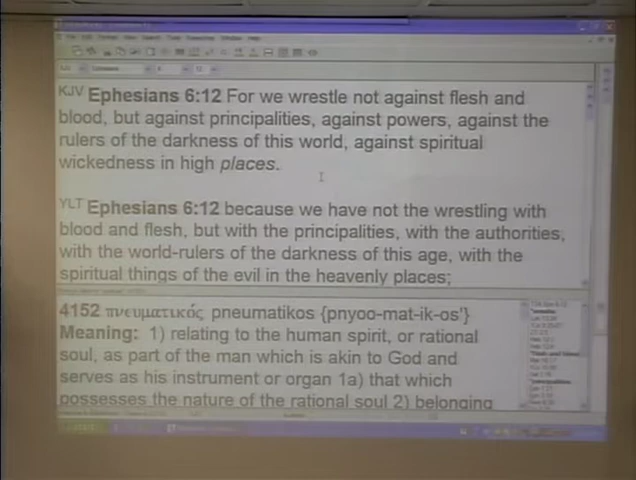 KJV Ephesians 6:12 For we wrestle not against flesh and
blood, but against principalities, against powers, against the
rulers of the darkness of this world, against spiritual
wickedness in high places.
YLT Ephesians 6:12 because we have not the wrestling with
blood and flesh, but with the principalities, with the authorities,
with the world-rulers of the darkness of this age, with the
spiritual things of the evil in the heavenly places;
4152 πνευματικός pneumatikos {pnyoo-mat-ik-os'}
Meaning: 1) relating to the human spirit, or rational
soul, as part of the man which is akin to God and
serves as his instrument or organ 1a) that which
possesses the nature of the rational soul 2) belonging